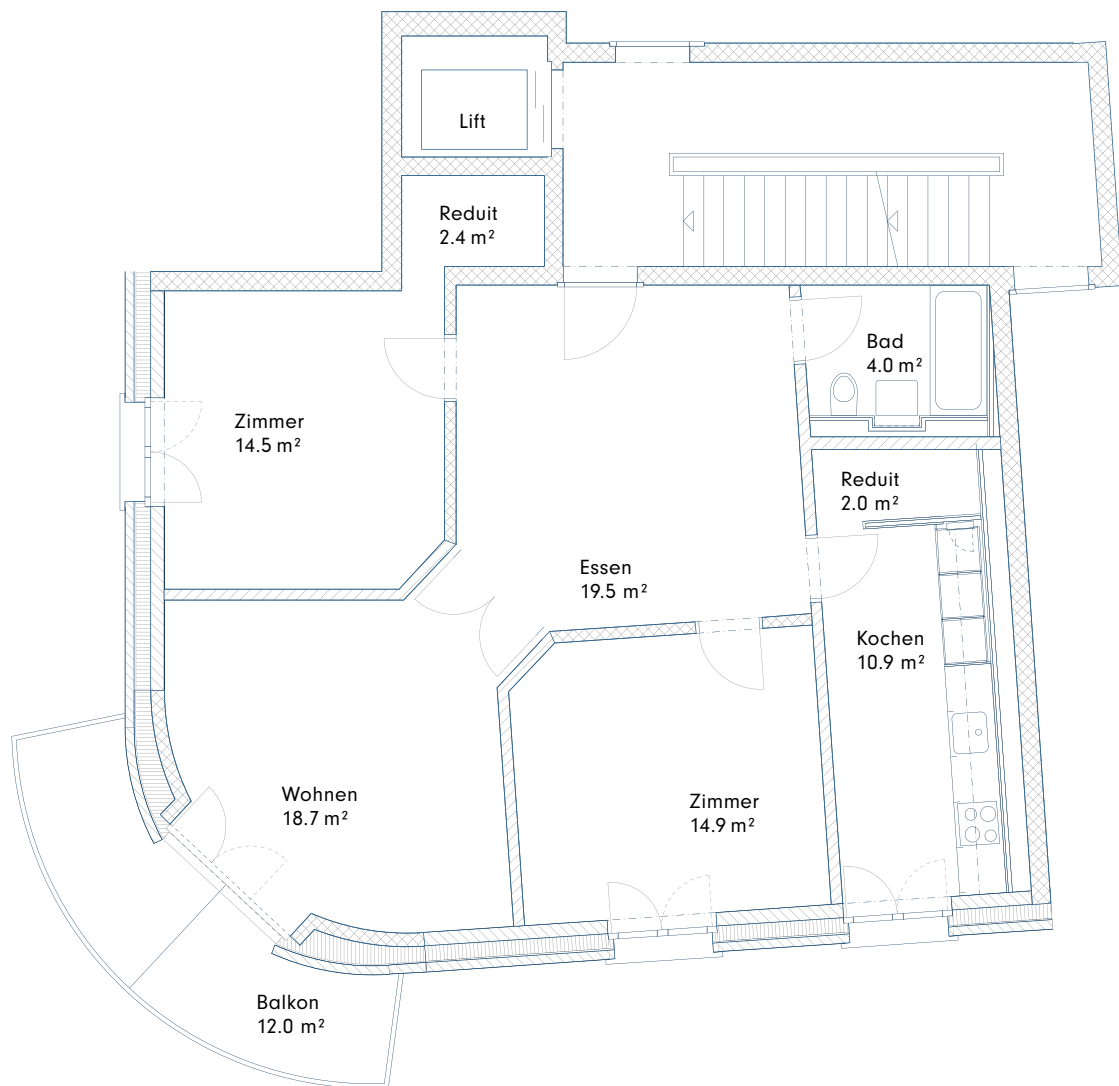 Lift
Reduit
2.4 m²
Bad
4.0 m²
Zimmer
14.5 m²
Reduit
2.0 m²
Essen
19.5 m²
Kochen
10.9 m²
Wohnen
18.7 m²
Zimmer
14.9 m²
Balkon
12.0 m²